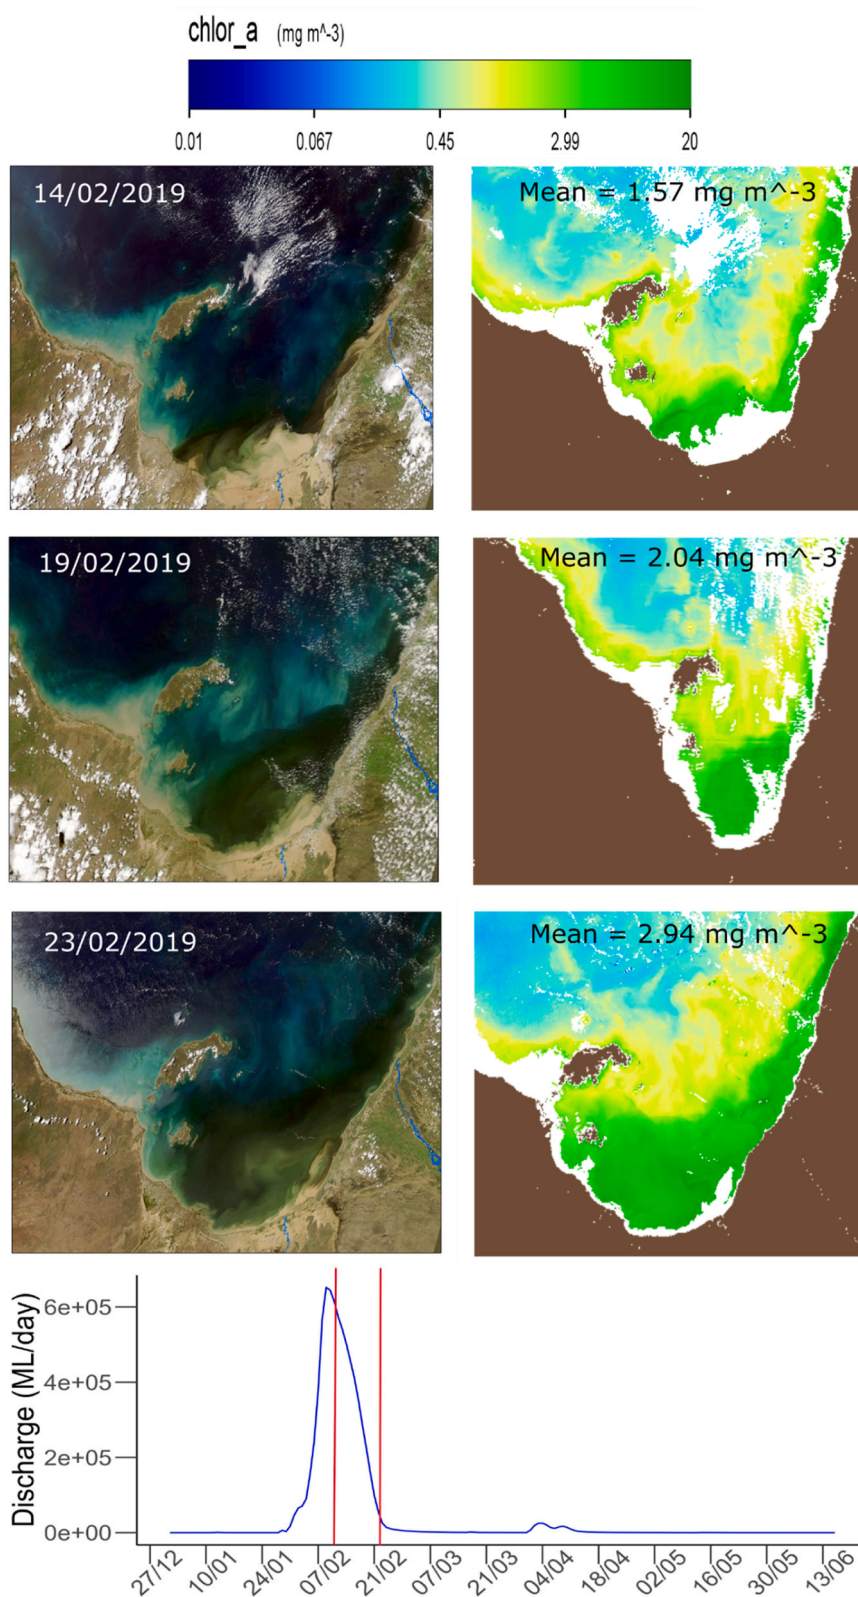 chlor_a (mg m^-3)
0.01 0.067 0.45 2.99 20
14/02/2019
Mean = 1.57 mg m^-3
19/02/2019
Mean = 2.04 mg m^-3
23/02/2019
Mean = 2.94 mg m^-3
Discharge (ML/day)
6e+05
4e+05
2e+05
0e+00
27/12 10/01 24/01 07/02 21/02 07/03 21/03 04/04 18/04 02/05 16/05 30/05 13/06